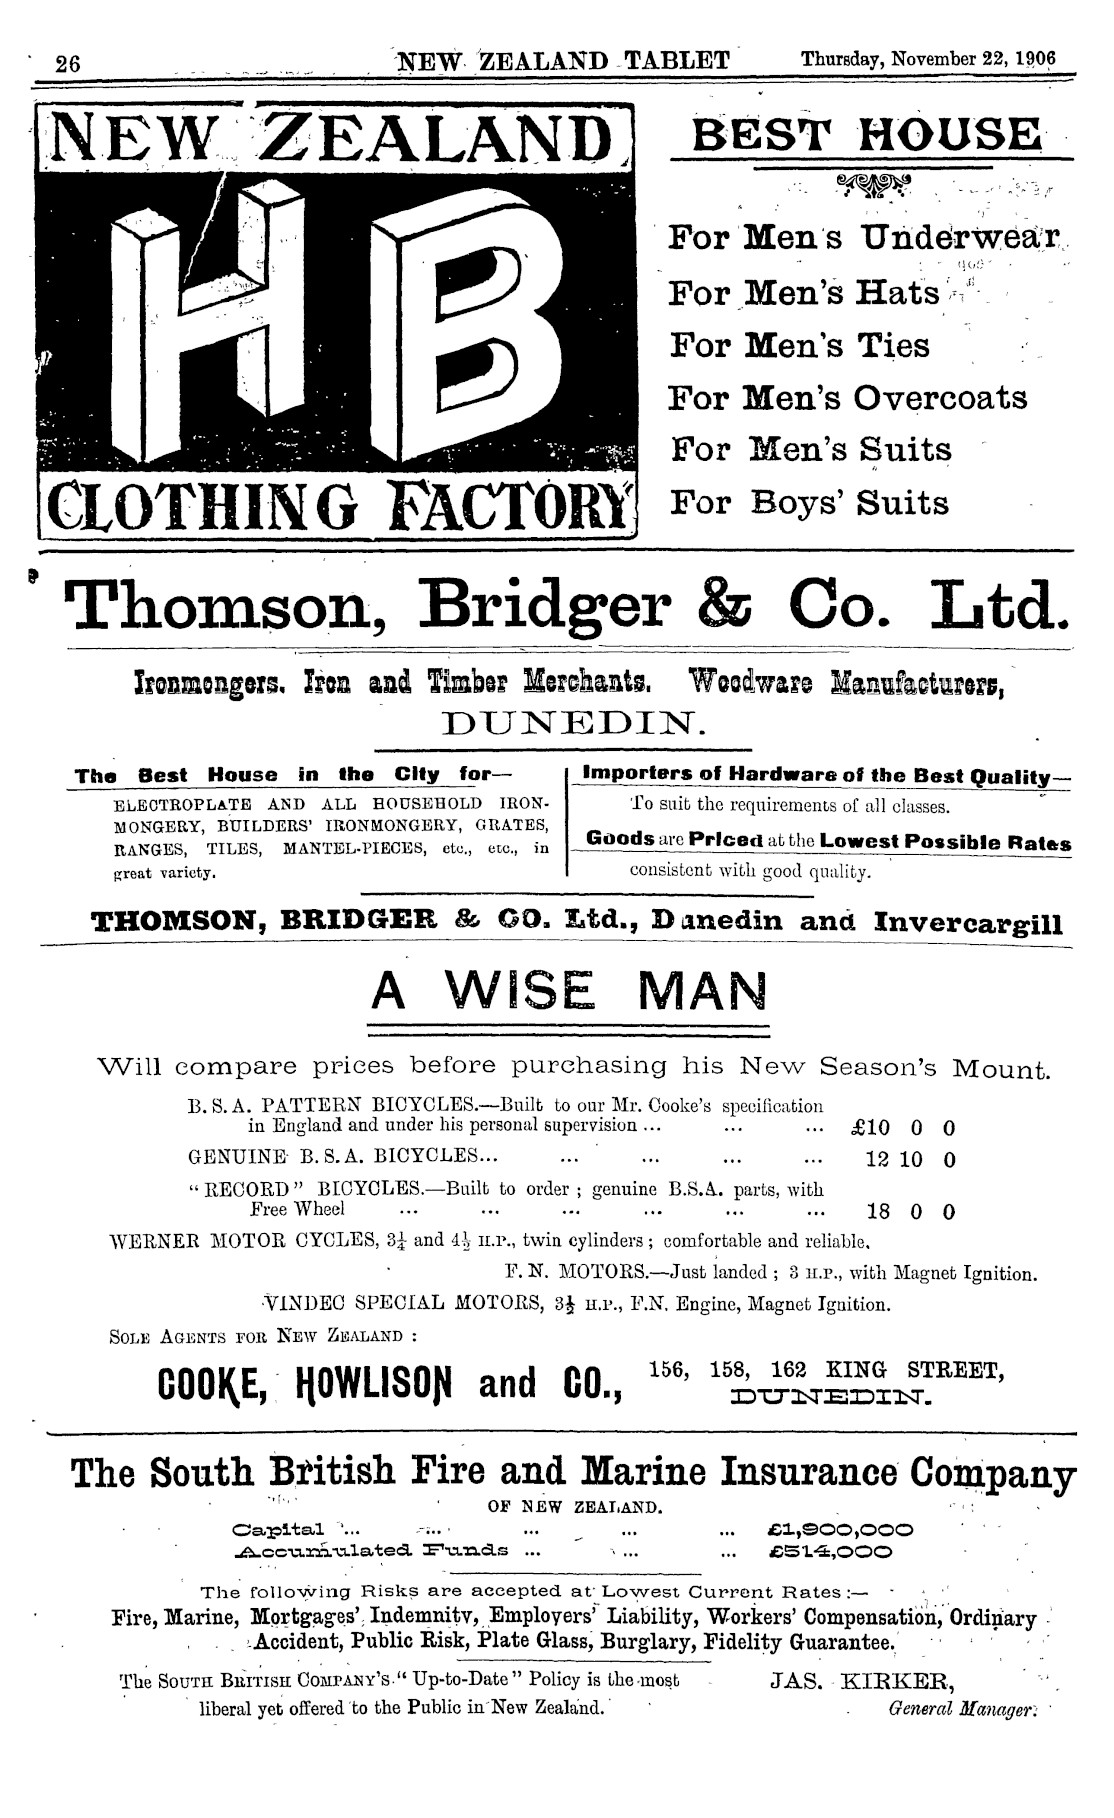 26
NEW ZEALAND TABLET
Thursday, November 22, 1906
NEW ZEALAND
HB
CLOTHING FACTORY
BEST HOUSE
For Men's Underwear
For Men's Hats
For Men's Ties
For Men's Overcoats
For Men's Suits
For Boys' Suits
Thomson, Bridger & Co. Ltd.
Ironmongers. Iron and Timber Merchants. Woodware Manufacturers,
DUNEDIN.
The Best House in the City for—
ELECTROPLATE AND ALL HOUSEHOLD IRON-
MONGERY, BUILDERS' IRONMONGERY, GRATES,
RANGES, TILES, MANTEL-PIECES, etc., etc., in
great variety.
Importers of Hardware of the Best Quality—
To suit the requirements of all classes.
Goods are Priced at the Lowest Possible Rates
consistent with good quality.
THOMSON, BRIDGER & CO. Ltd., Dunedin and Invercargill
A WISE MAN
Will compare prices before purchasing his New Season's Mount.
B. S. A. PATTERN BICYCLES.—Built to our Mr. Cooke's specification
in England and under his personal supervision ... ... ... £10 0 0
GENUINE B. S. A. BICYCLES... ... ... ... ... 12 10 0
"RECORD" BICYCLES.—Built to order ; genuine B.S.A. parts, with
Free Wheel ... ... ... ... ... ... 18 0 0
WERNER MOTOR CYCLES, 3¼ and 4½ H.P., twin cylinders ; comfortable and reliable.
F. N. MOTORS.—Just landed ; 3 H.P., with Magnet Ignition.
VINDEC SPECIAL MOTORS, 3½ H.P., F.N. Engine, Magnet Ignition.
SOLE AGENTS FOR NEW ZEALAND :
COOKE, HOWLISON and CO.,
156, 158, 162 KING STREET,
DUNEDIN.
The South British Fire and Marine Insurance Company
OF NEW ZEALAND.
Capital ... ... ... ... ... £1,900,000
Accumulated Funds ... ... ... £514,000
The following Risks are accepted at Lowest Current Rates :—
Fire, Marine, Mortgages' Indemnity, Employers' Liability, Workers' Compensation, Ordinary
Accident, Public Risk, Plate Glass, Burglary, Fidelity Guarantee.
The SOUTH BRITISH COMPANY'S "Up-to-Date" Policy is the most
liberal yet offered to the Public in New Zealand.
JAS. KIRKER,
General Manager.